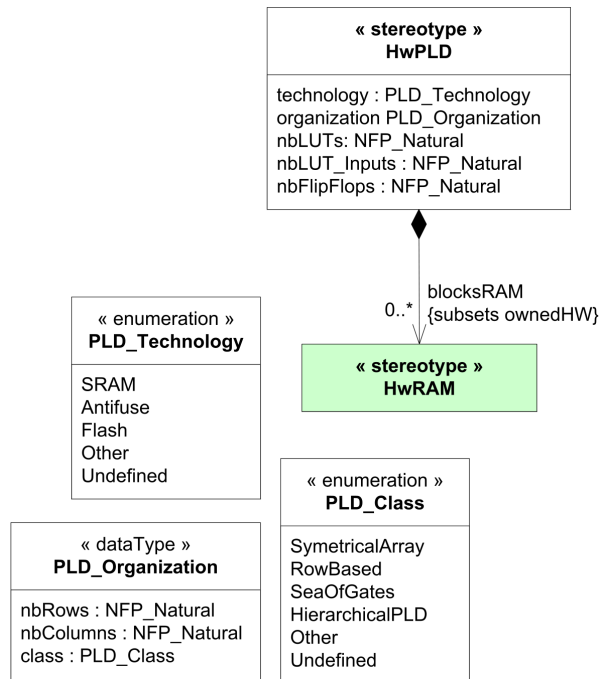 « stereotype »
HwPLD
technology : PLD_Technology
organization PLD_Organization
nbLUTs: NFP_Natural
nbLUT_Inputs : NFP_Natural
nbFlipFlops : NFP_Natural
blocksRAM
0..*
{subsets ownedHW}
« stereotype »
HwRAM
« enumeration »
PLD_Technology
SRAM
Antifuse
Flash
Other
Undefined
« enumeration »
PLD_Class
SymetricalArray
RowBased
SeaOfGates
HierarchicalPLD
Other
Undefined
« dataType »
PLD_Organization
nbRows : NFP_Natural
nbColumns : NFP_Natural
class : PLD_Class